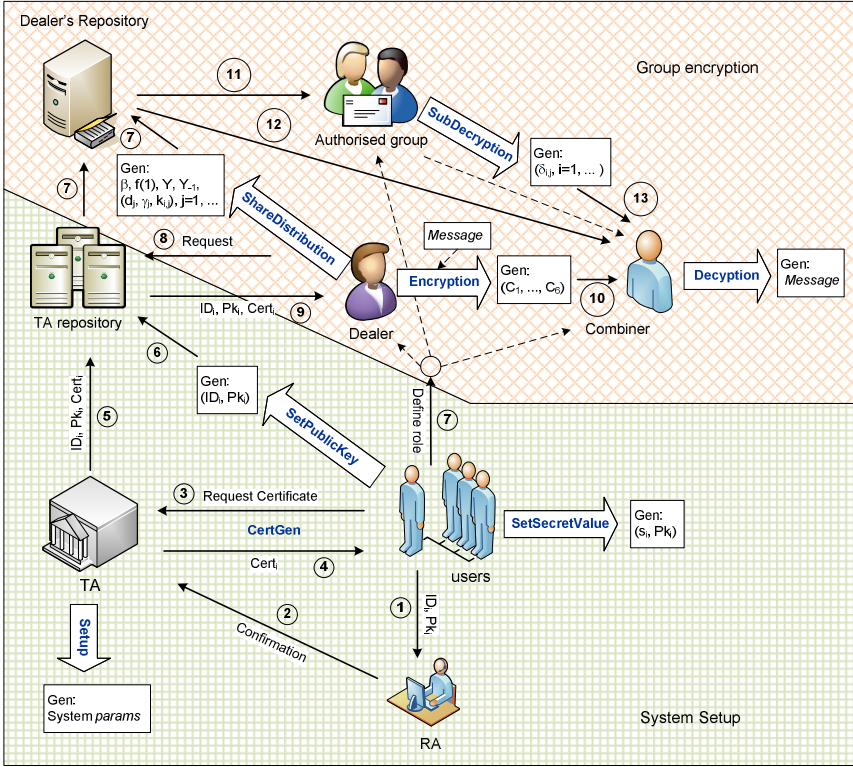 Dealer's Repository
Group encryption
11
12
Authorised group
SubDecryption
Gen:
(δi,j, i=1, ... )
13
7
7
Gen:
β, f(1), Y, Y-1,
(dj, γj, ki,j), j=1, ...
ShareDistribution
8
Request
Message
Encryption
Gen:
(C1, ..., C6)
10
Decyption
Gen:
Message
TA repository
IDi, Pki, Certi
9
Dealer
Combiner
6
Gen:
(IDi, Pki)
SetPublicKey
Define role
7
IDi, Pki, Certi
5
3
Request Certificate
CertGen
Certi
4
SetSecretValue
Gen:
(si, Pki)
TA
users
1
IDi, Pki
2
Confirmation
Setup
Gen:
System params
RA
System Setup